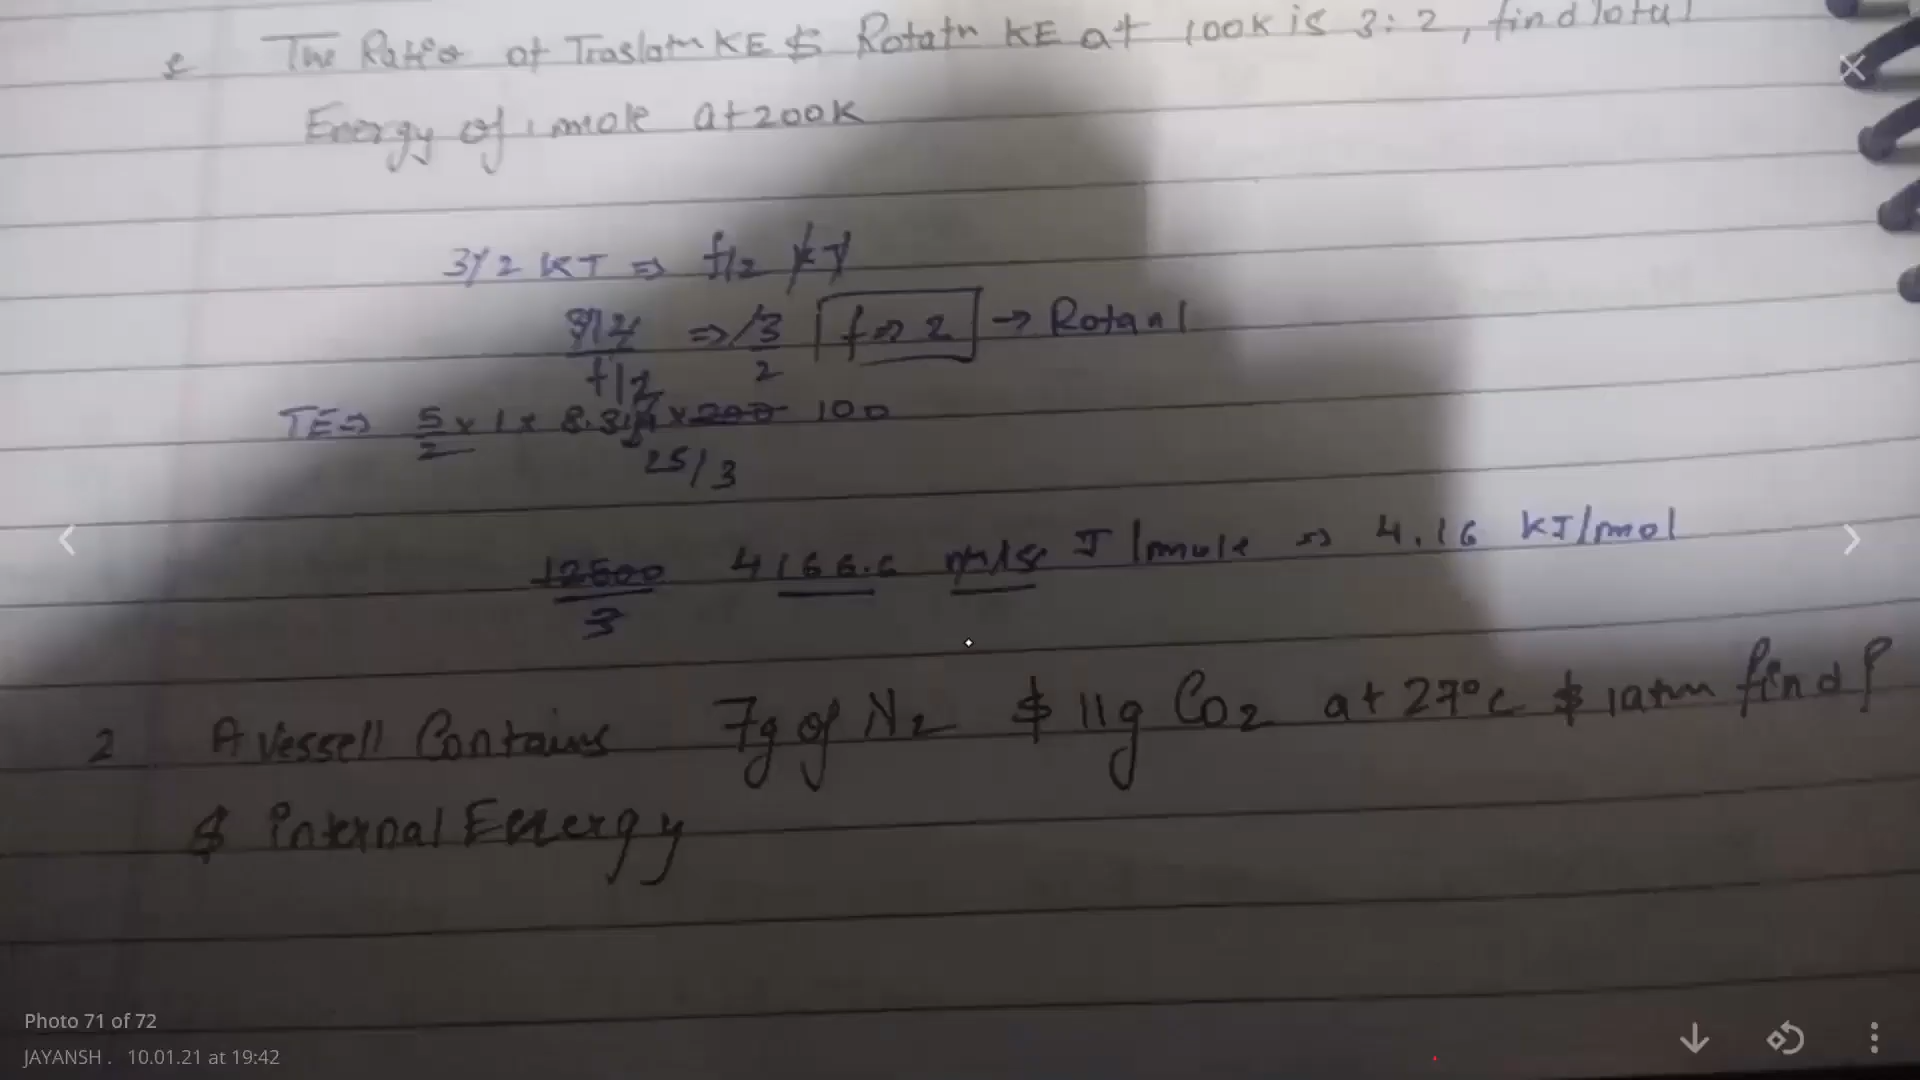 The Ratio of Traslatn KE $ Rotatn KE at 100K is 3:2, find total
Energy of 1 mole at 200K
3/2 KT => f/2 KT
3/2 => 3 f => 2 -> Rotanl
f/2 2
TE => 5 x 1 x 8.314 x 200 100
2 25/3
12500 4166.6 J/mole => 4.16 KJ/mol
3
2 A Vessell Contains 7g of N2 $ 11g CO2 at 27°C $ 1atm find ρ
$ internal Energy
Photo 71 of 72
JAYANSH . 10.01.21 at 19:42